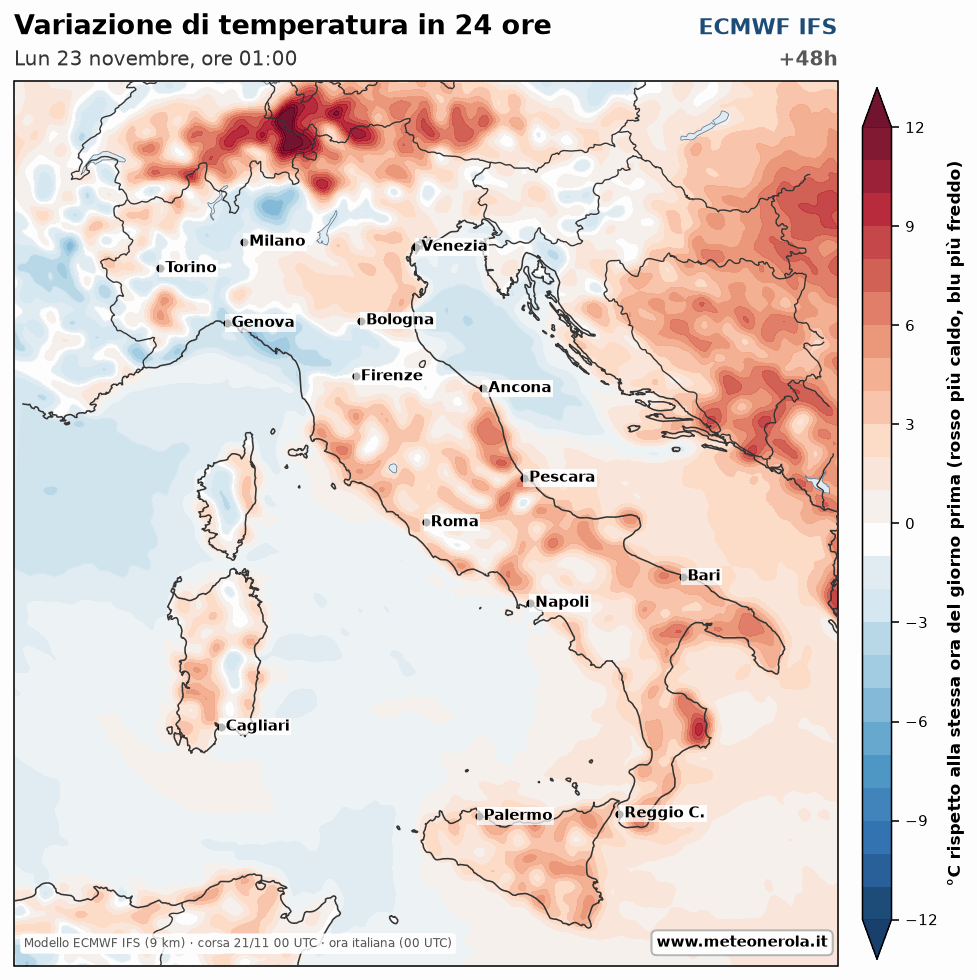 Variazione di temperatura in 24 ore
ECMWF IFS
Lun 23 novembre, ore 01:00
+48h
Milano
Venezia
Torino
Genova
Bologna
Firenze
Ancona
Pescara
Roma
Bari
Napoli
Cagliari
Palermo
Reggio C.
12
9
6
3
0
−3
−6
−9
−12
°C rispetto alla stessa ora del giorno prima (rosso più caldo, blu più freddo)
Modello ECMWF IFS (9 km) · corsa 21/11 00 UTC · ora italiana (00 UTC)
www.meteonerola.it